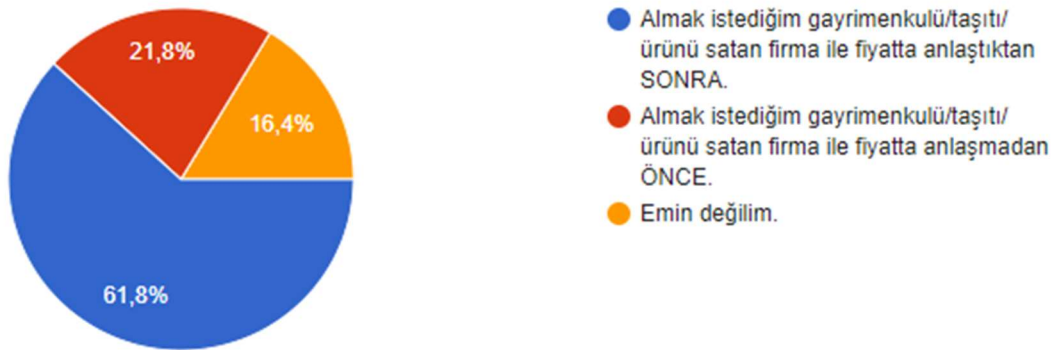 21,8%
16,4%
61,8%
Almak istediğim gayrimenkulü/taşıtı/
ürünü satan firma ile fiyatta anlaştıktan
SONRA.
Almak istediğim gayrimenkulü/taşıtı/
ürünü satan firma ile fiyatta anlaşmadan
ÖNCE.
Emin değilim.